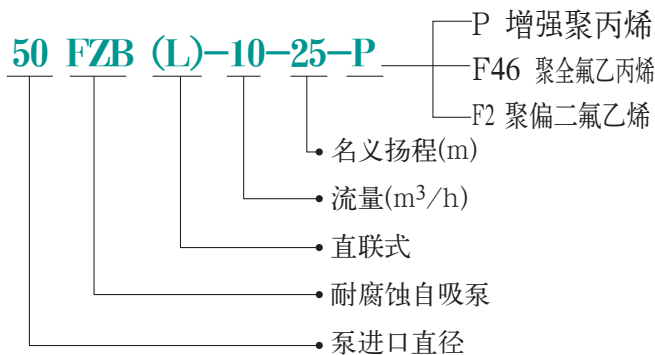 50 FZB (L)-10-25-P
P 增强聚丙烯
F46 聚全氟乙丙烯
F2 聚偏二氟乙烯
名义扬程(m)
流量(m³/h)
直联式
耐腐蚀自吸泵
泵进口直径